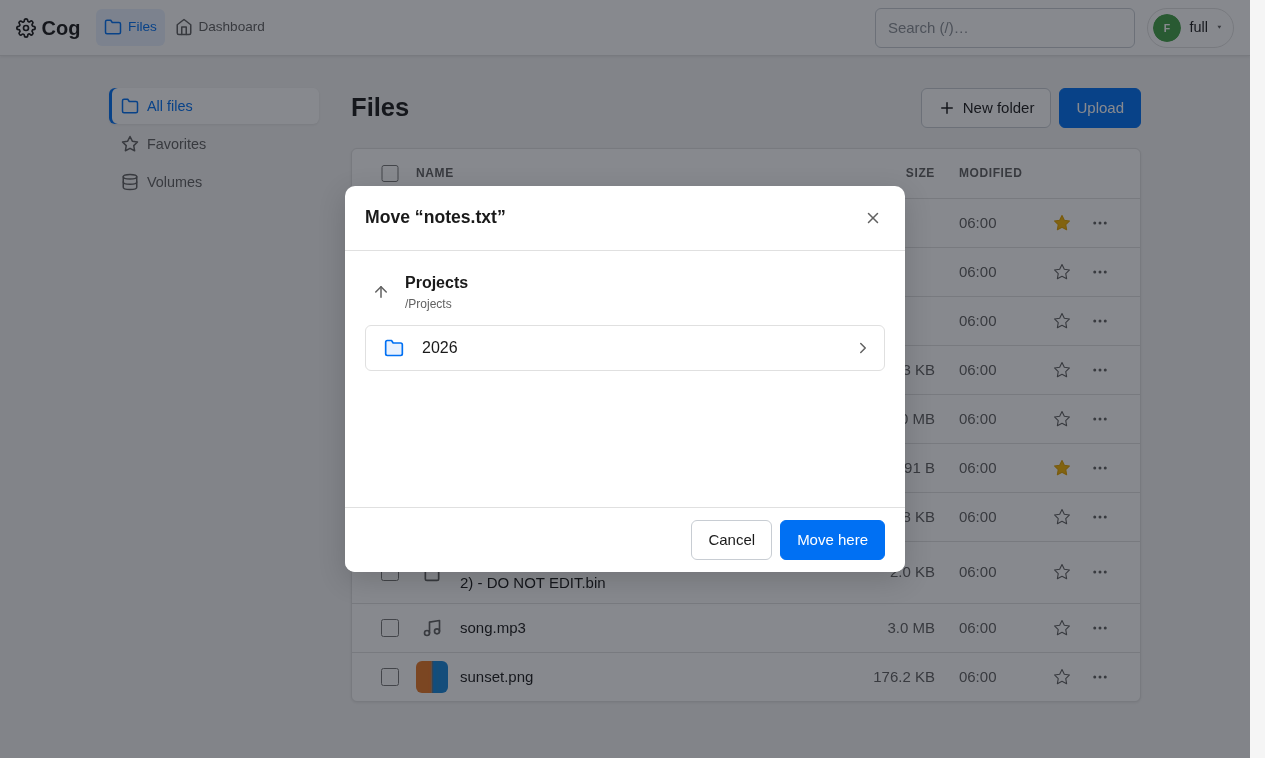 Cog
Files
Dashboard
Search (/)…
F
full
All files
Favorites
Volumes
Files
New folder
Upload
NAME
SIZE
MODIFIED
Move “notes.txt”
06:00
Projects
/Projects
06:00
06:00
2026
KB
06:00
MB
06:00
91 B
06:00
KB
06:00
Cancel
Move here
2) - DO NOT EDIT.bin
2.0 KB
06:00
song.mp3
3.0 MB
06:00
sunset.png
176.2 KB
06:00